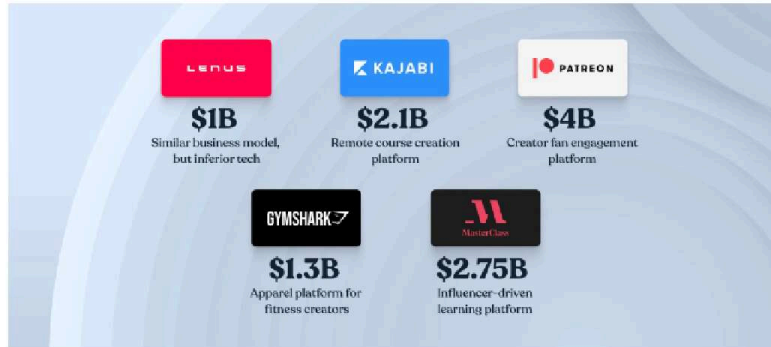 LENUS
KAJABI
PATREON
$1B
$2.1B
$4B
Similar business model,
but inferior tech
Remote course creation
platform
Creator fan engagement
platform
GYMSHARK
MasterClass
$1.3B
$2.75B
Apparel platform for
fitness creators
Influencer-driven
learning platform